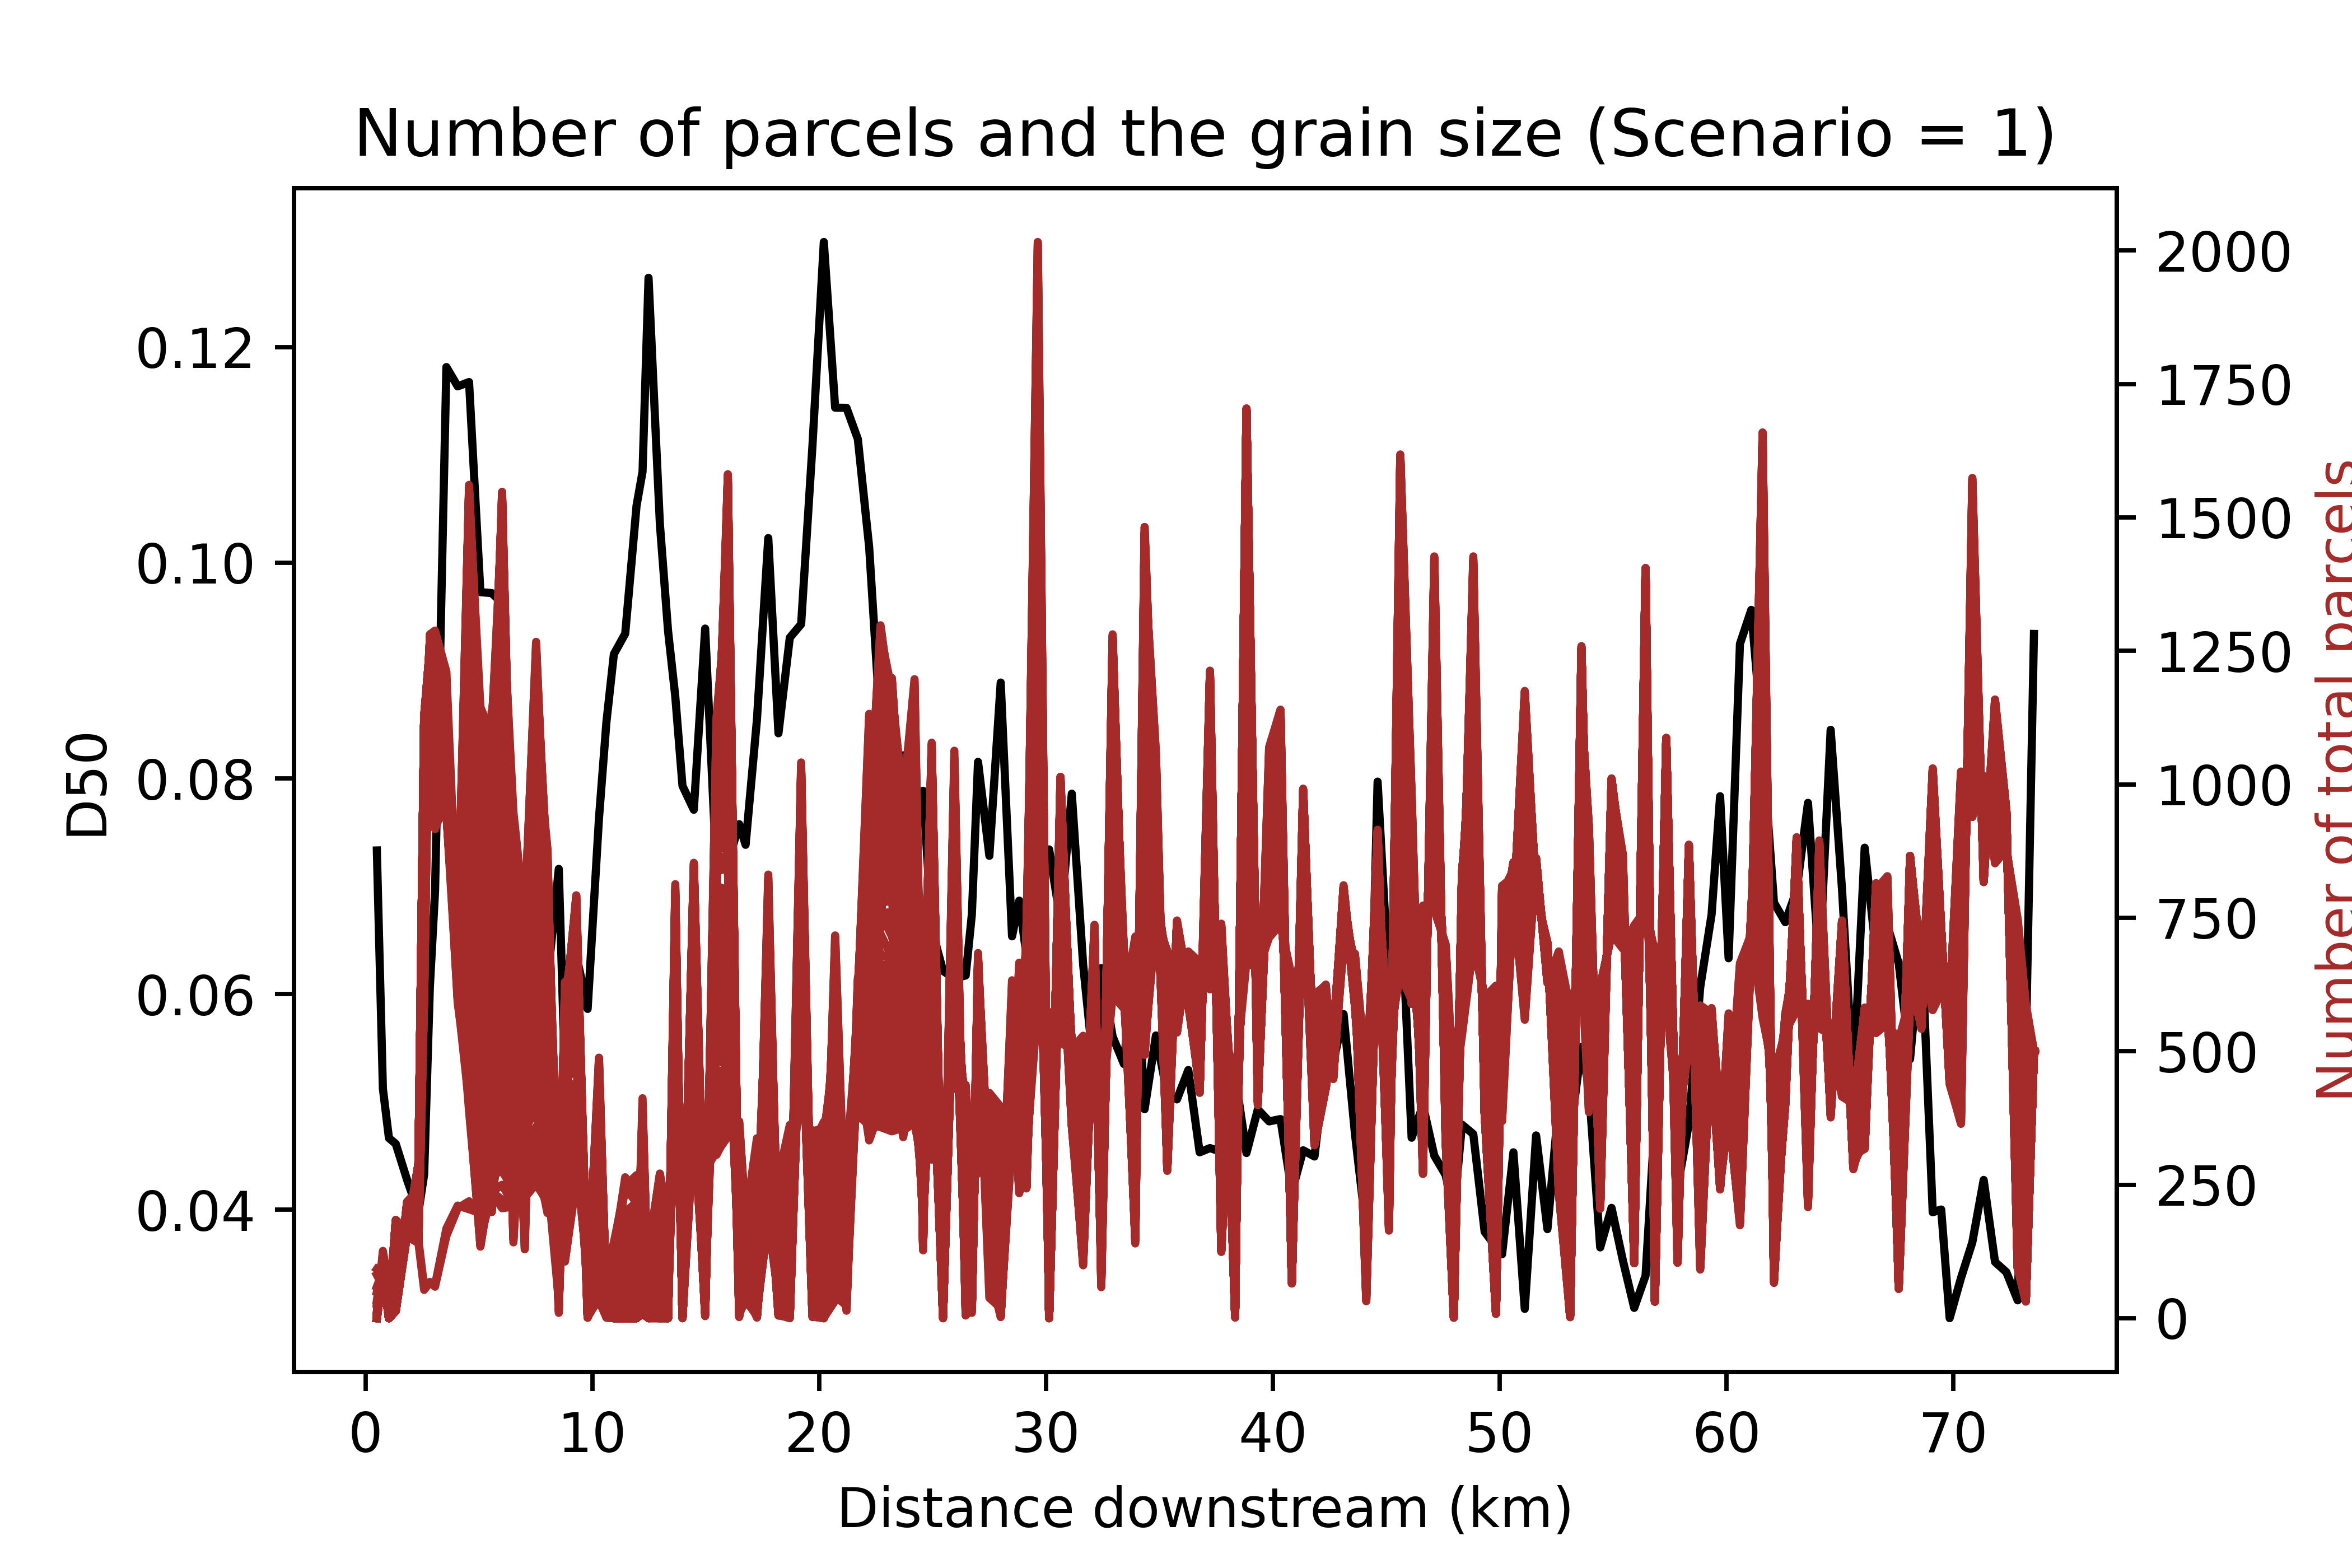 Number of parcels and the grain size (Scenario = 1)
D50
0.12
0.10
0.08
0.06
0.04
2000
1750
1500
1250
1000
750
500
250
0
Number of total parcels
0 10 20 30 40 50 60 70
Distance downstream (km)